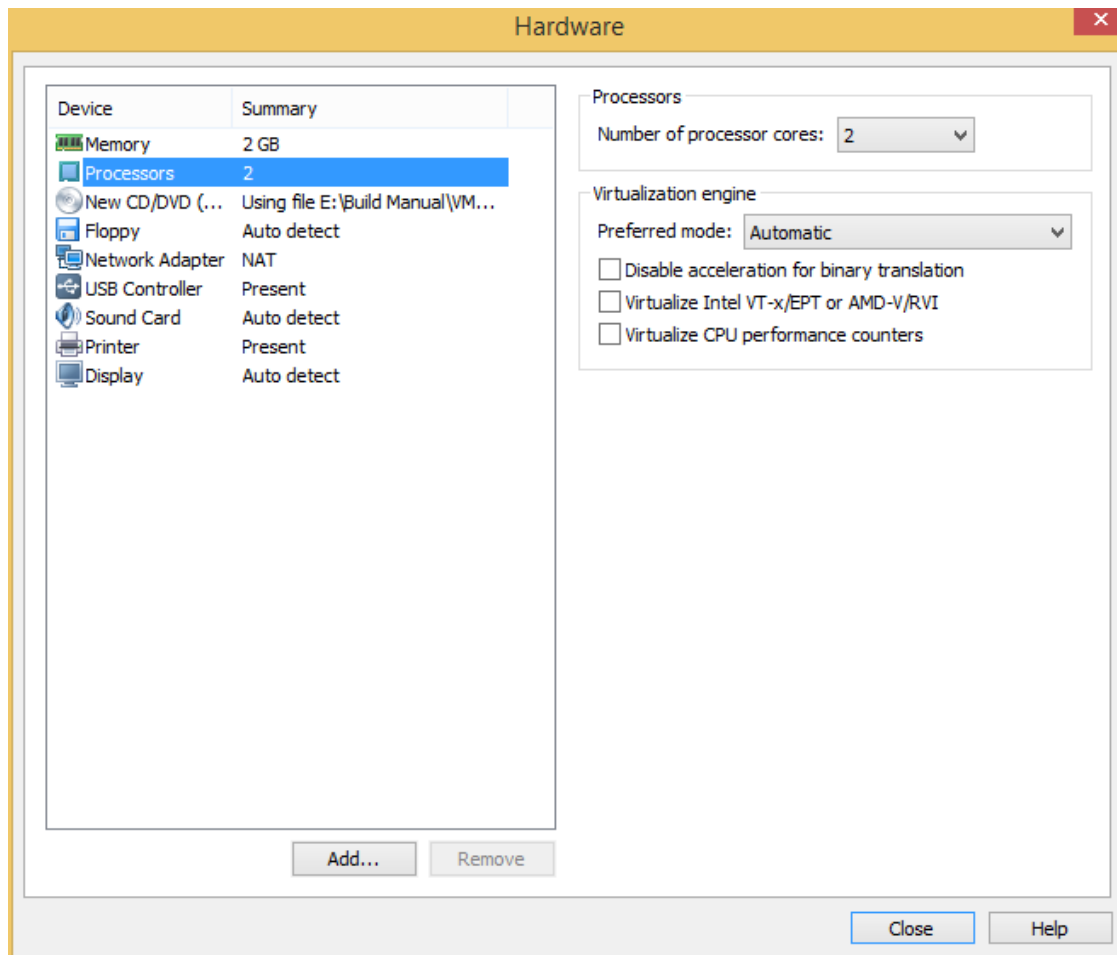 Hardware
Device Summary
Memory 2 GB
Processors 2
New CD/DVD (... Using file E:\Build Manual\VM...
Floppy Auto detect
Network Adapter NAT
USB Controller Present
Sound Card Auto detect
Printer Present
Display Auto detect
Add... Remove
Processors
Number of processor cores: 2
Virtualization engine
Preferred mode: Automatic
Disable acceleration for binary translation
Virtualize Intel VT-x/EPT or AMD-V/RVI
Virtualize CPU performance counters
Close Help